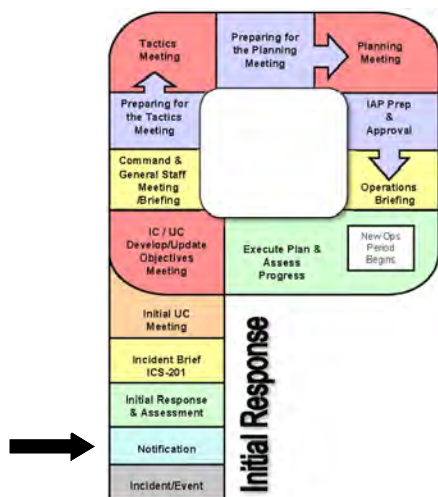 Tactics
Meeting
Preparing for
the Planning
Meeting
Planning
Meeting
Preparing for
the Tactics
Meeting
IAP Prep
&
Approval
Command &
General Staff
Meeting
/Briefing
Operations
Briefing
IC / UC
Develop/Update
Objectives
Meeting
Execute Plan &
Assess
Progress
New Ops
Period
Begins
Initial UC
Meeting
Incident Brief
ICS-201
Initial Response
& Assessment
Notification
Incident/Event
Initial Response